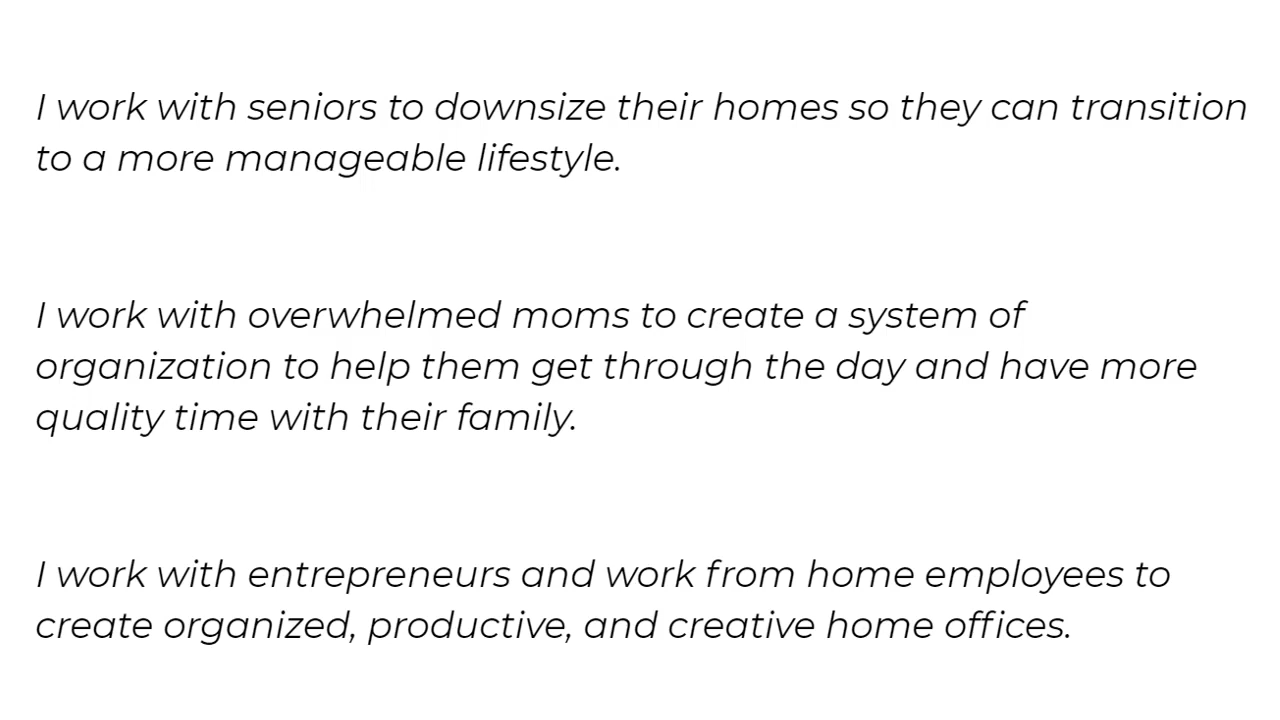 I work with seniors to downsize their homes so they can transition
to a more manageable lifestyle.
I work with overwhelmed moms to create a system of
organization to help them get through the day and have more
quality time with their family.
I work with entrepreneurs and work from home employees to
create organized, productive, and creative home offices.